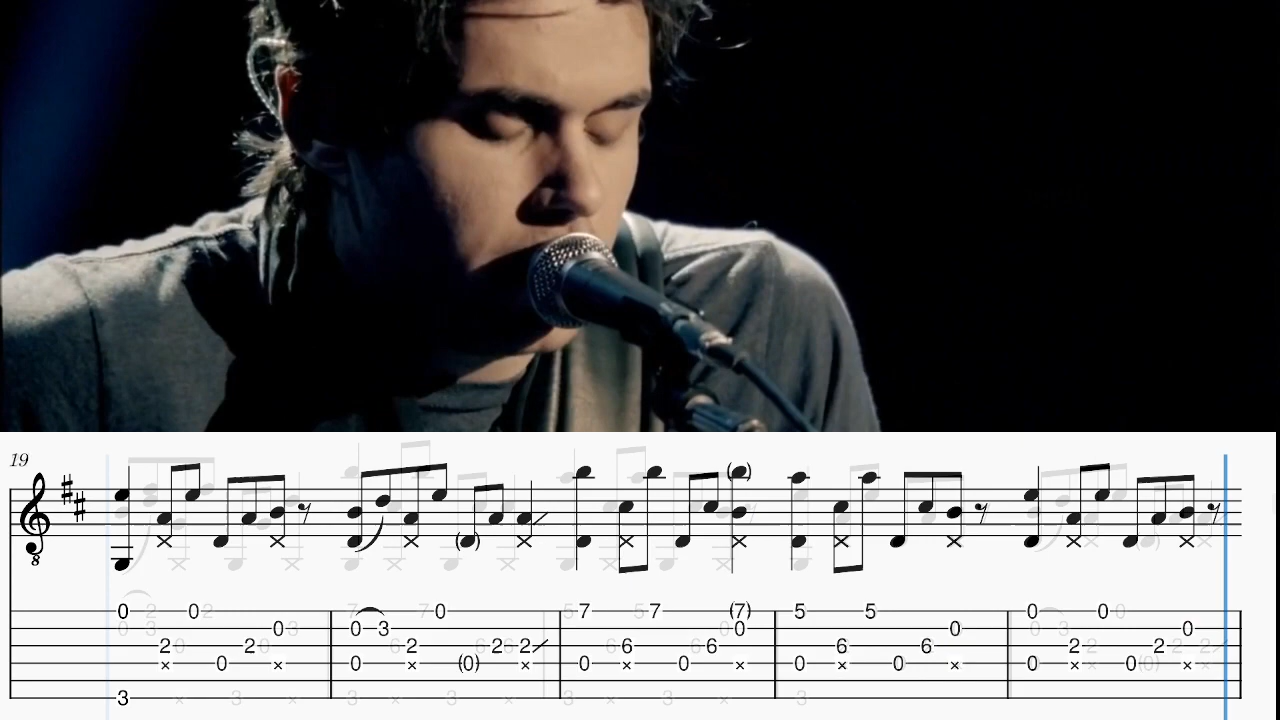 19
8
0 0 0 7 7 (7) 5 5 0 0
0 0 3 0 0 0
2 2 2 2 2 6 6 6 6 2 2
× 0 × 0 × (0) × 0 × 0 × 0 × 0 × 0 × 0 ×
3